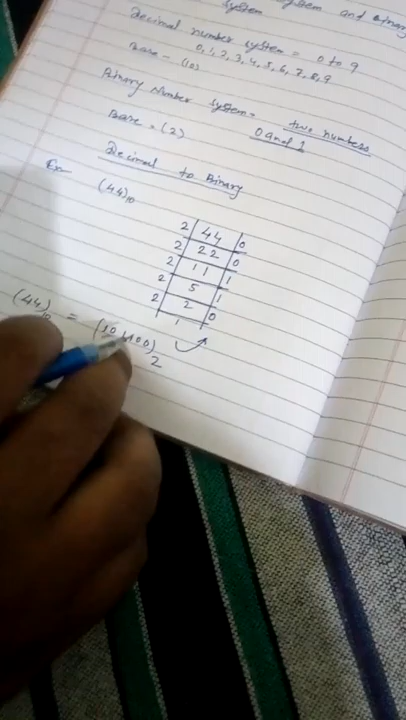 System
System and Binary
Decimal number System = 0 to 9
0, 1, 2, 3, 4, 5, 6, 7, 8, 9
Base - (10)
Binary Number System = two numbers
0 and 1
Base = (2)
Decimal to Binary
Ex
(44)10
2 44 0
2 22 0
2 11 1
2 5 1
2 2 0
1
(44)10 = (101100)2